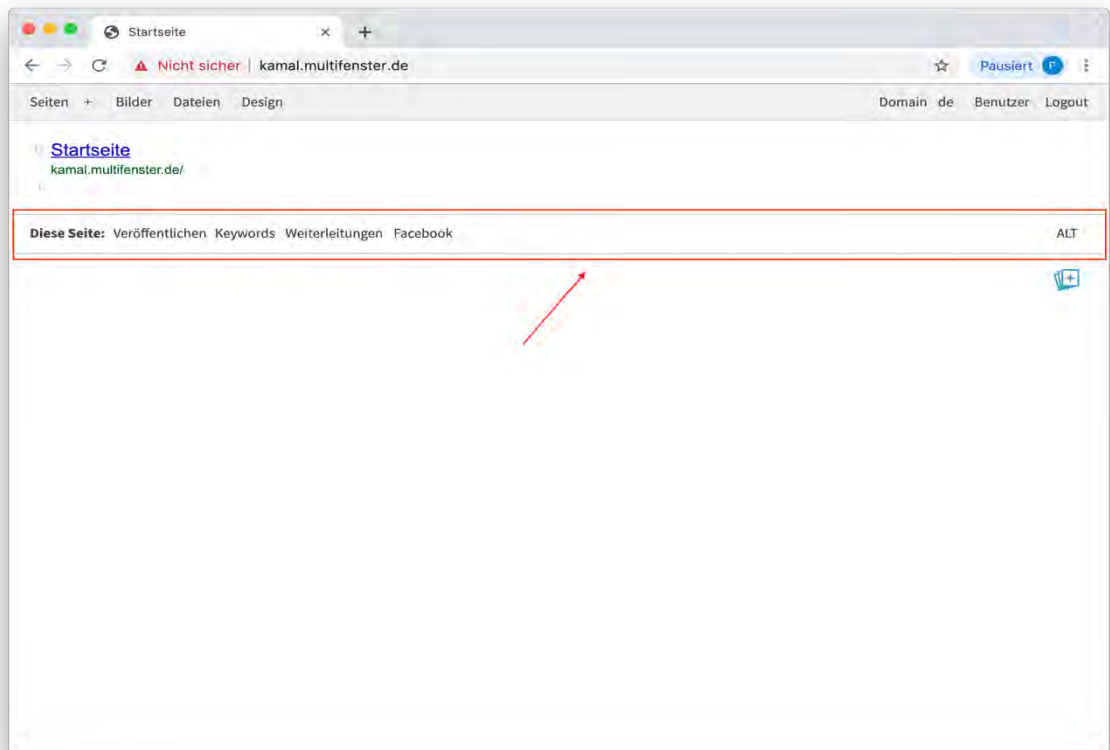 Startseite
Nicht sicher | kamal.multifenster.de Pausiert P
Seiten + Bilder Dateien Design Domain de Benutzer Logout
Startseite
kamal.multifenster.de/
Diese Seite: Veröffentlichen Keywords Weiterleitungen Facebook ALT